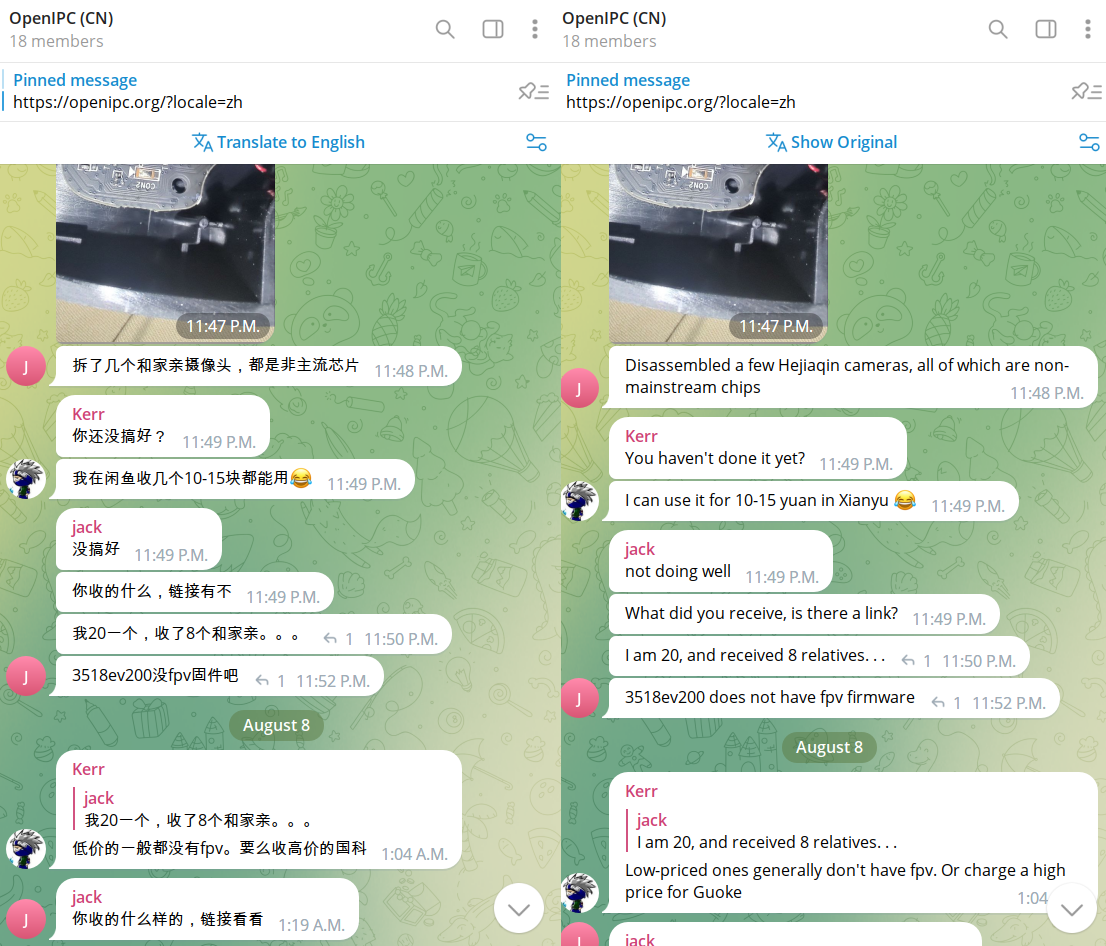 OpenIPC (CN)
18 members
Pinned message
https://openipc.org/?locale=zh
Translate to English
CON2
11:47 P.M.
J
拆了几个和家亲摄像头，都是非主流芯片 11:48 P.M.
Kerr
你还没搞好？ 11:49 P.M.
我在闲鱼收几个10-15块都能用😂 11:49 P.M.
jack
没搞好 11:49 P.M.
你收的什么，链接有不 11:49 P.M.
我20一个，收了8个和家亲。。。 1 11:50 P.M.
J
3518ev200没fpv固件吧 1 11:52 P.M.
August 8
Kerr
jack
我20一个，收了8个和家亲。。。
低价的一般都没有fpv。要么收高价的国科 1:04 A.M.
jack
J
你收的什么样的，链接看看 1:19 A.M.
OpenIPC (CN)
18 members
Pinned message
https://openipc.org/?locale=zh
Show Original
CON2
11:47 P.M.
Disassembled a few Hejiaqin cameras, all of which are non-
mainstream chips 11:48 P.M.
J
Kerr
You haven't done it yet? 11:49 P.M.
I can use it for 10-15 yuan in Xianyu 😂 11:49 P.M.
jack
not doing well 11:49 P.M.
What did you receive, is there a link? 11:49 P.M.
I am 20, and received 8 relatives. . . 1 11:50 P.M.
J
3518ev200 does not have fpv firmware 1 11:52 P.M.
August 8
Kerr
jack
I am 20, and received 8 relatives. . .
Low-priced ones generally don't have fpv. Or charge a high
price for Guoke 1:04
jack
J